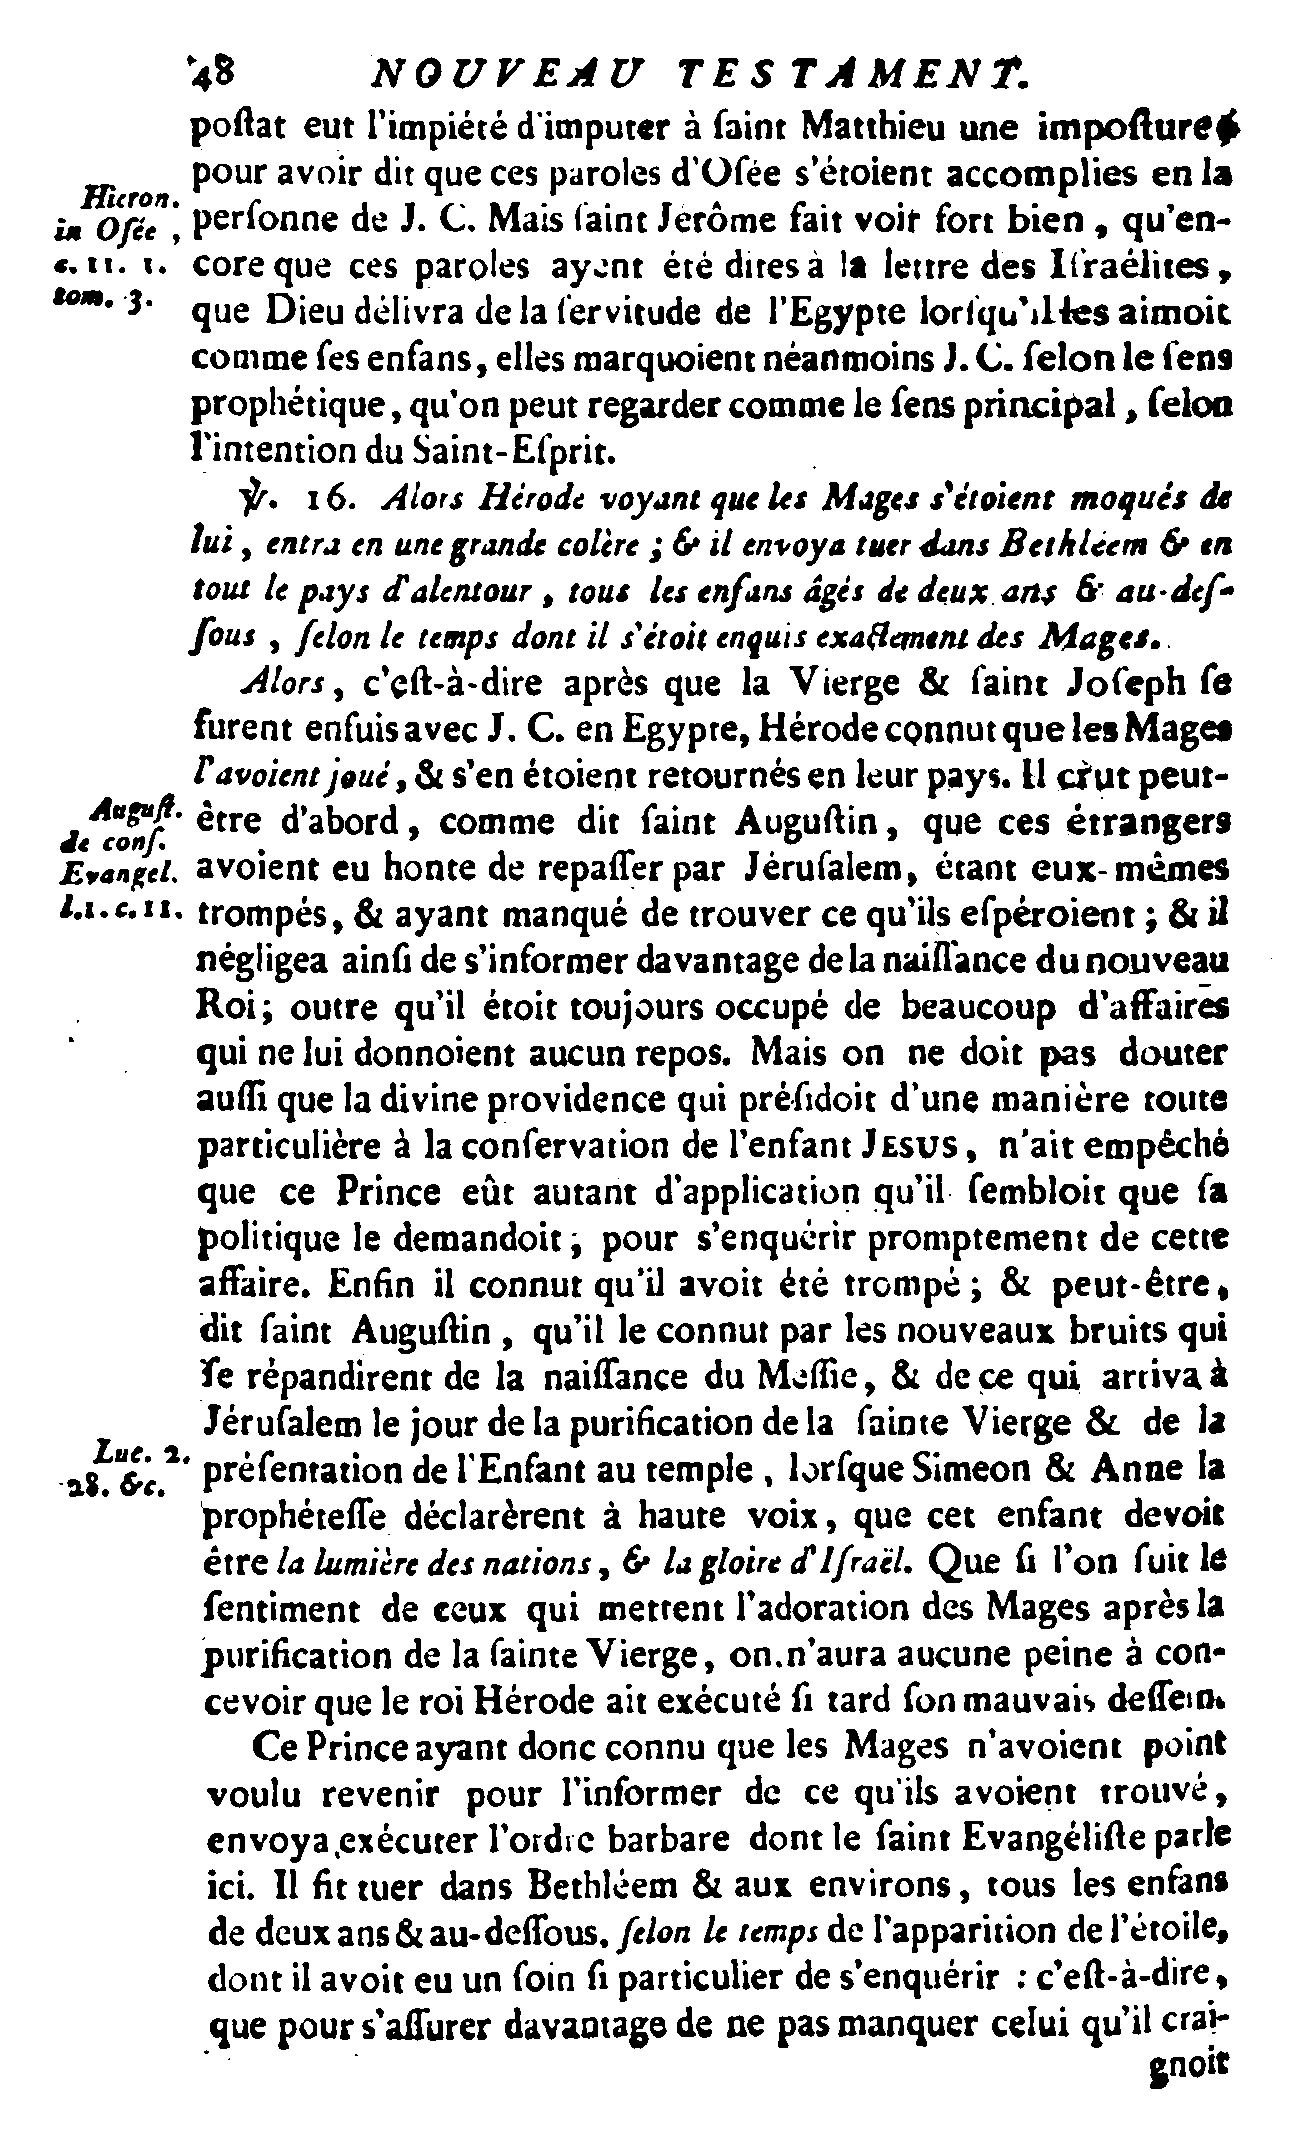 48 NOUVEAU TESTAMENT.
poſtat eut l'impiété d'imputer à ſaint Matthieu une impoſture,
pour avoir dit que ces paroles d'Oſée s'étoient accomplies en la
Hieron.
in Oſée,
c. 11. 1.
tom. 3.
perſonne de J. C. Mais ſaint Jérôme fait voir fort bien, qu'en-
core que ces paroles ayent été dites à la lettre des Iſraélites,
que Dieu délivra de la ſervitude de l'Egypte lorſqu'il les aimoit
comme ſes enfans, elles marquoient néanmoins J. C. ſelon le ſens
prophétique, qu'on peut regarder comme le ſens principal, ſelon
l'intention du Saint-Eſprit.
℣. 16. Alors Hérode voyant que les Mages s'étoient moqués de
lui, entra en une grande colère; & il envoya tuer dans Bethléem & en
tout le pays d'alentour, tous les enfans âgés de deux ans & au-deſ-
ſous, ſelon le temps dont il s'étoit enquis exactement des Mages.
Alors, c'eſt-à-dire après que la Vierge & ſaint Joſeph ſe
furent enfuis avec J. C. en Egypte, Hérode connut que les Mages
l'avoient joué, & s'en étoient retournés en leur pays. Il crut peut-
Auguſt.
de conſ.
Evangel.
l. 1. c. 11.
être d'abord, comme dit ſaint Auguſtin, que ces étrangers
avoient eu honte de repaſſer par Jéruſalem, étant eux-mêmes
trompés, & ayant manqué de trouver ce qu'ils eſpéroient; & il
négligea ainſi de s'informer davantage de la naiſſance du nouveau
Roi; outre qu'il étoit toujours occupé de beaucoup d'affaires
qui ne lui donnoient aucun repos. Mais on ne doit pas douter
auſſi que la divine providence qui préſidoit d'une manière toute
particulière à la conſervation de l'enfant JESUS, n'ait empêché
que ce Prince eût autant d'application qu'il ſembloit que ſa
politique le demandoit; pour s'enquérir promptement de cette
affaire. Enfin il connut qu'il avoit été trompé; & peut-être,
dit ſaint Auguſtin, qu'il le connut par les nouveaux bruits qui
ſe répandirent de la naiſſance du Meſſie, & de ce qui arriva à
Jéruſalem le jour de la purification de la ſainte Vierge & de la
Luc. 2.
28. &c.
préſentation de l'Enfant au temple, lorſque Simeon & Anne la
prophéteſſe déclarèrent à haute voix, que cet enfant devoit
être la lumière des nations, & la gloire d'Iſraël. Que ſi l'on ſuit le
ſentiment de ceux qui mettent l'adoration des Mages après la
purification de la ſainte Vierge, on n'aura aucune peine à con-
cevoir que le roi Hérode ait exécuté ſi tard ſon mauvais deſſein.
Ce Prince ayant donc connu que les Mages n'avoient point
voulu revenir pour l'informer de ce qu'ils avoient trouvé,
envoya exécuter l'ordre barbare dont le ſaint Evangéliſte parle
ici. Il fit tuer dans Bethléem & aux environs, tous les enfans
de deux ans & au-deſſous, ſelon le temps de l'apparition de l'étoile,
dont il avoit eu un ſoin ſi particulier de s'enquérir : c'eſt-à-dire,
que pour s'aſſurer davantage de ne pas manquer celui qu'il crai-
gnoit